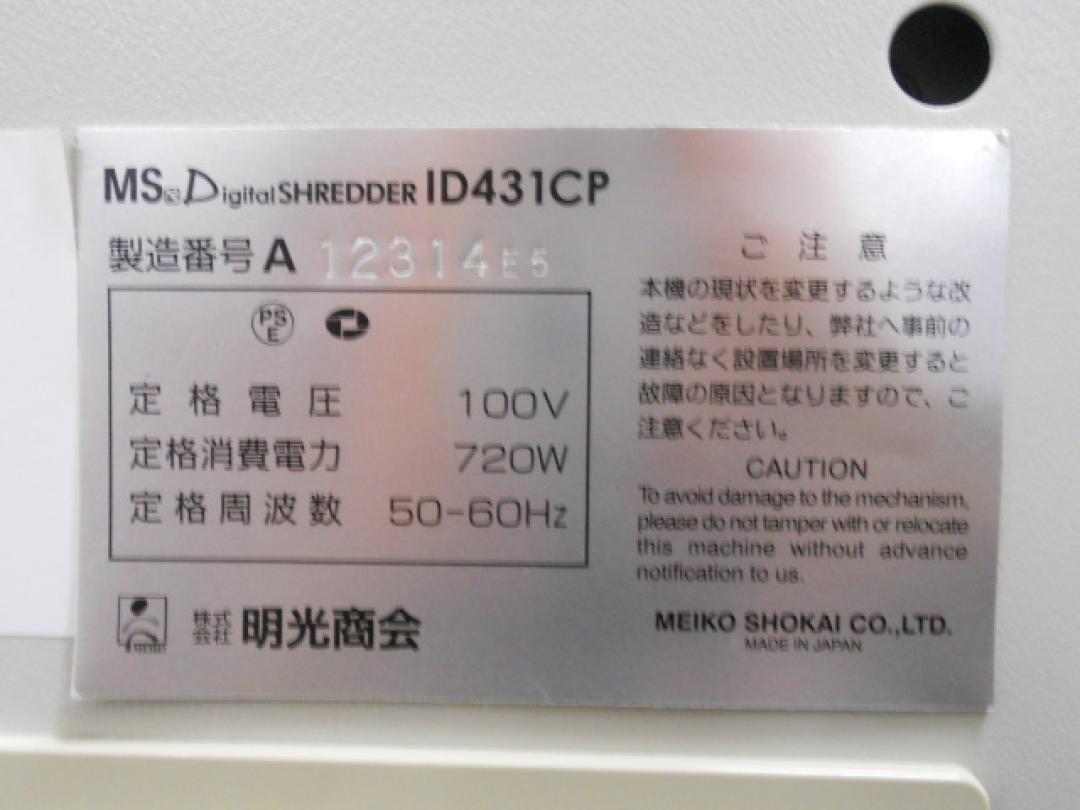 MS Digital SHREDDER ID431CP
製造番号 A 12314E5
PSE
定格電圧 100V
定格消費電力 720W
定格周波数 50-60Hz
株式会社 明光商会
ご注意
本機の現状を変更するような改
造などをしたり、弊社へ事前の
連絡なく設置場所を変更すると
故障の原因となりますので、ご
注意ください。
CAUTION
To avoid damage to the mechanism,
please do not tamper with or relocate
this machine without advance
notification to us.
MEIKO SHOKAI CO.,LTD.
MADE IN JAPAN